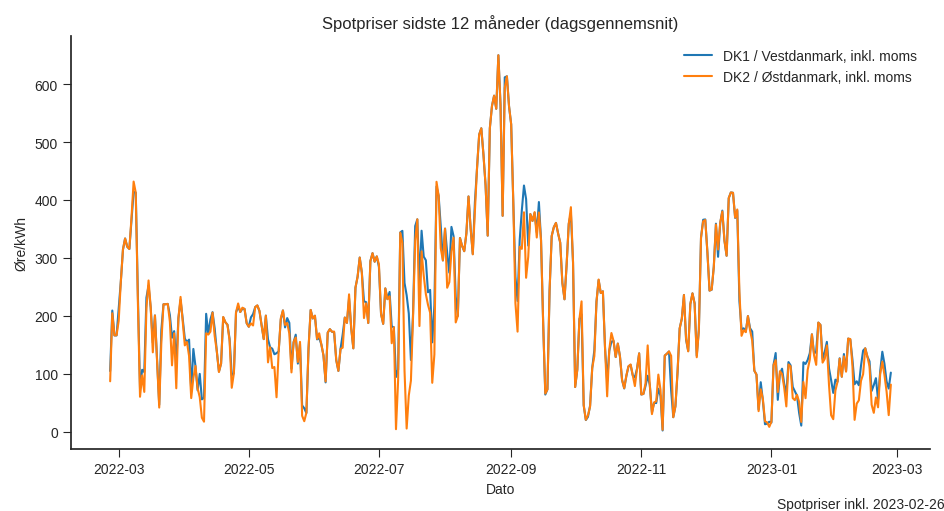 Spotpriser sidste 12 måneder (dagsgennemsnit)
DK1 / Vestdanmark, inkl. moms
DK2 / Østdanmark, inkl. moms
Øre/kWh
600
500
400
300
200
100
0
2022-03 2022-05 2022-07 2022-09 2022-11 2023-01 2023-03
Dato
Spotpriser inkl. 2023-02-26